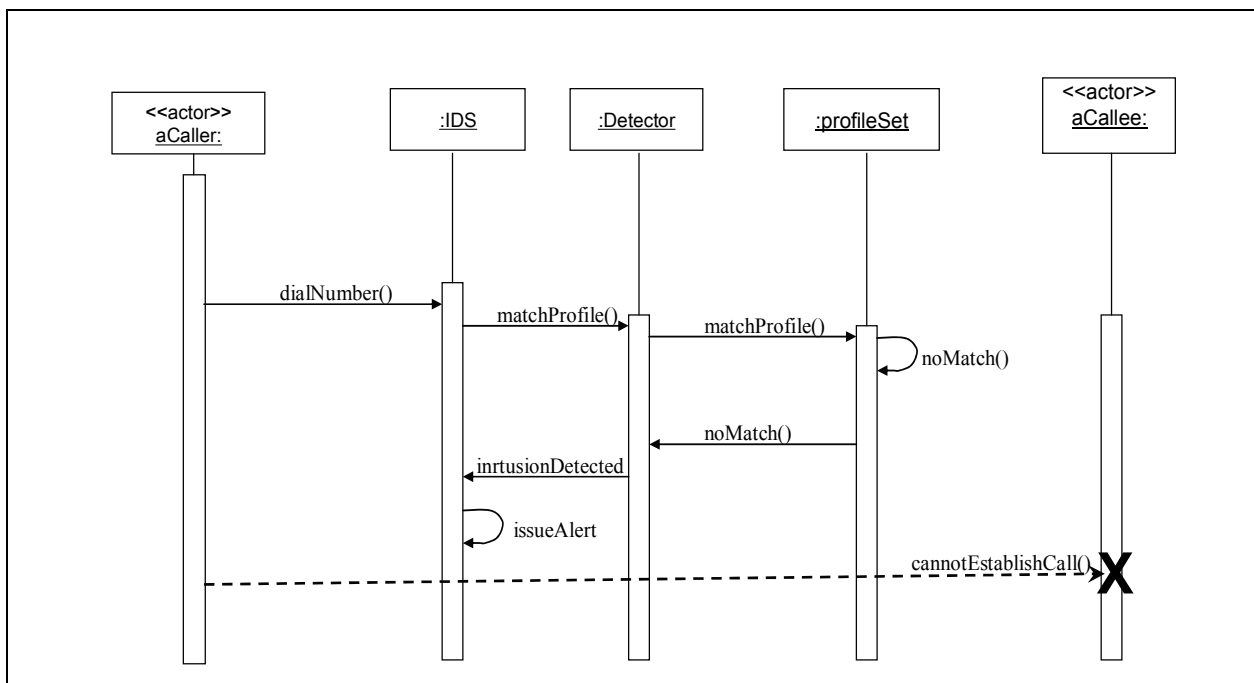 <<actor>>
aCaller:
:IDS
:Detector
:profileSet
<<actor>>
aCallee:
dialNumber()
matchProfile()
matchProfile()
noMatch()
noMatch()
inrtusionDetected
issueAlert
cannotEstablishCall()
X